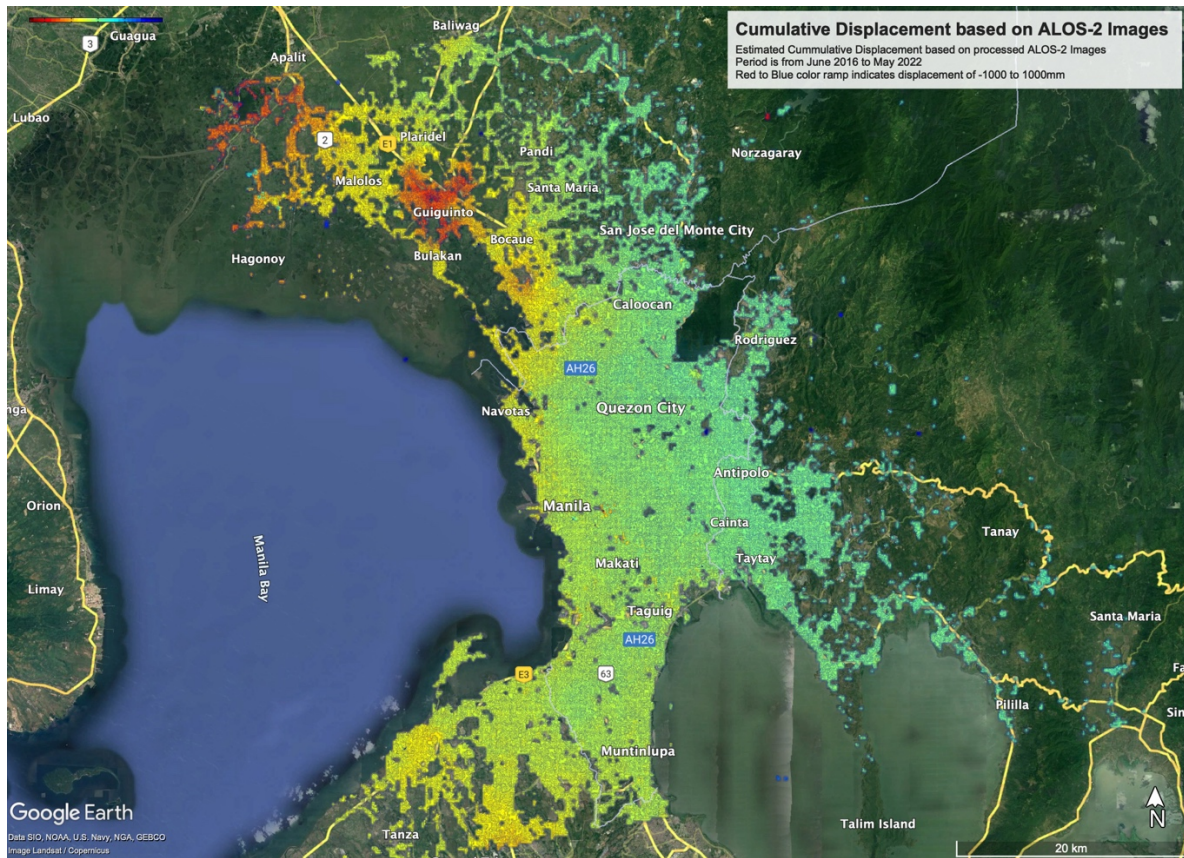 Cumulative Displacement based on ALOS-2 Images
Estimated Cummulative Displacement based on processed ALOS-2 Images
Period is from June 2016 to May 2022
Red to Blue color ramp indicates displacement of -1000 to 1000mm
Guagua
3
Baliwag
Apalit
Lubao
2
E1
Plaridel
Pandi
Norzagaray
Malolos
Santa Maria
Guiguinto
San Jose del Monte City
Bocaue
Bulakan
Hagonoy
Caloocan
Rodriguez
AH26
Navotas
Quezon City
Antipolo
Orion
Manila
Cainta
Tanay
Manila Bay
Makati
Taytay
Limay
Taguig
Santa Maria
AH26
E3
63
Pililla
Muntinlupa
Google Earth
Data SIO, NOAA, U.S. Navy, NGA, GEBCO
Image Landsat / Copernicus
Tanza
Talim Island
N
20 km